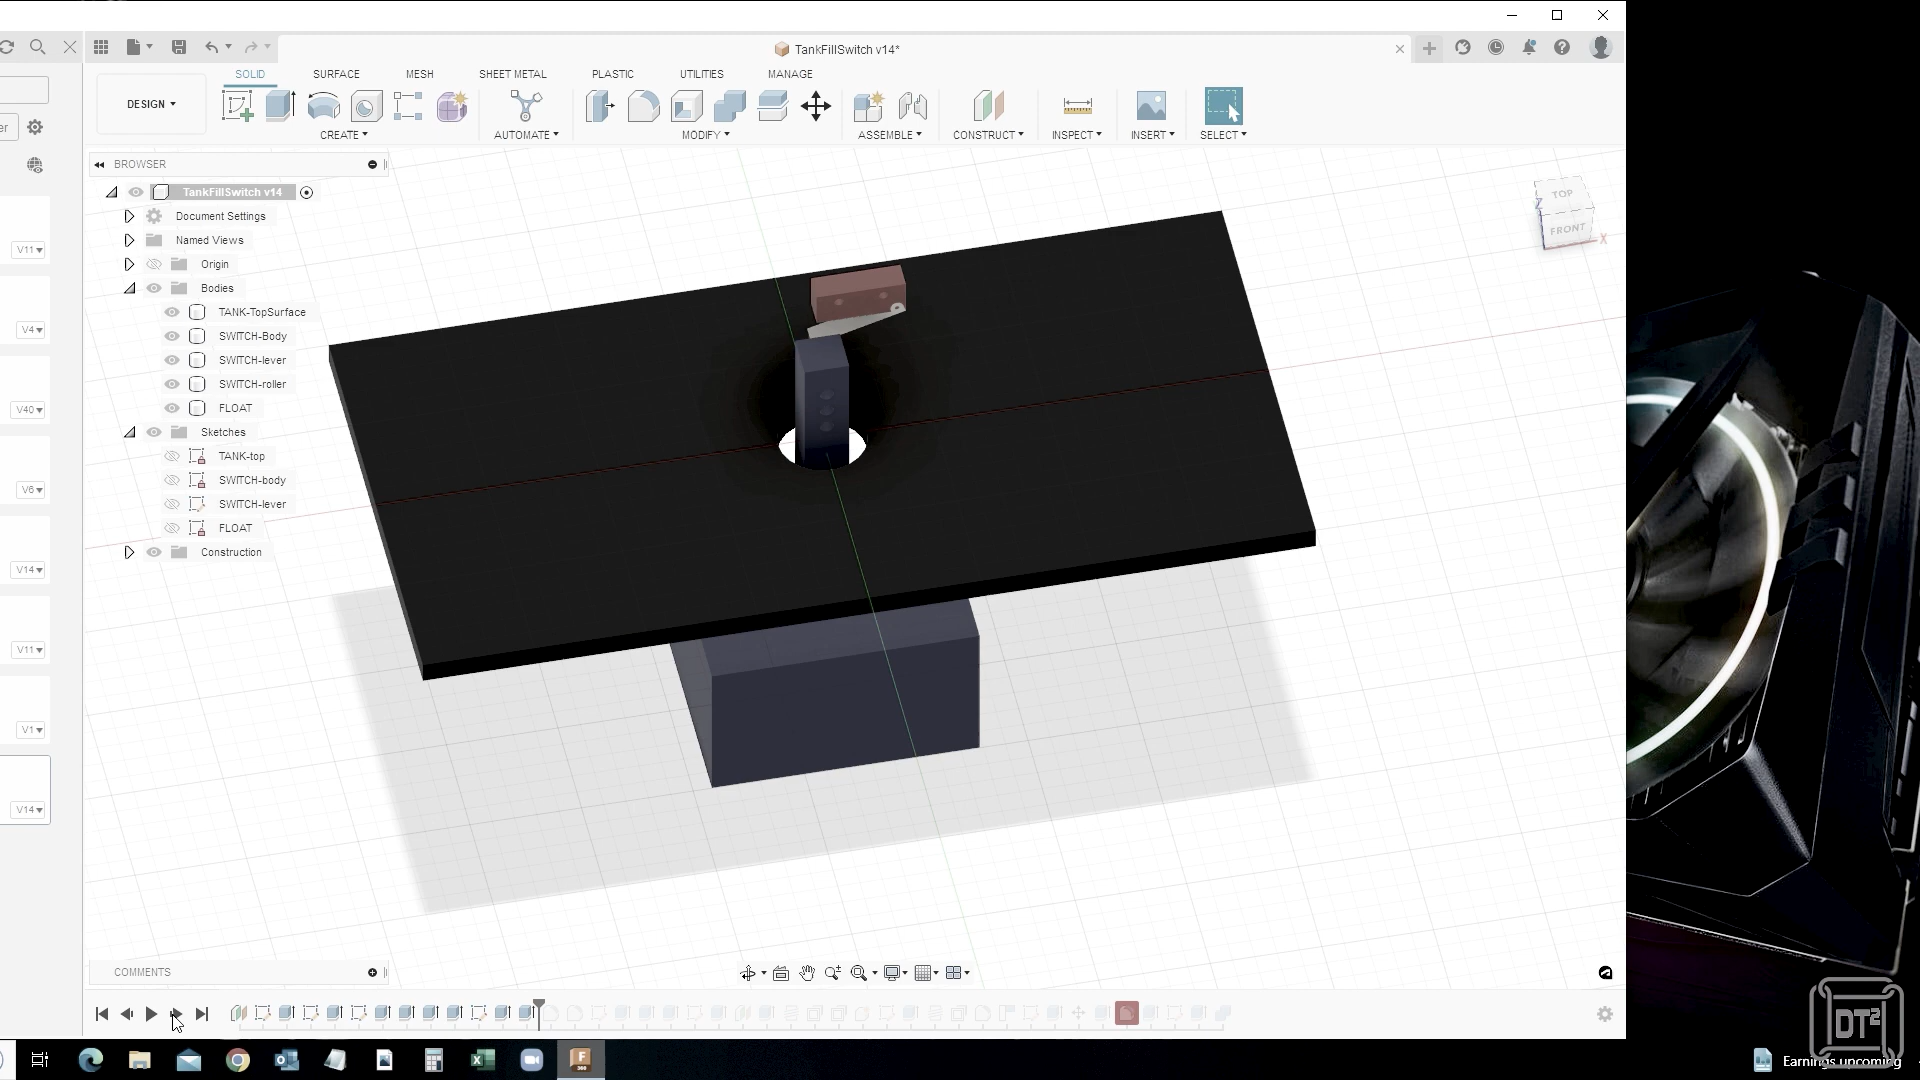 TankFillSwitch v14*
SOLID SURFACE MESH SHEET METAL PLASTIC UTILITIES MANAGE
DESIGN
CREATE AUTOMATE MODIFY ASSEMBLE CONSTRUCT INSPECT INSERT SELECT
er
BROWSER
TankFillSwitch v14
Document Settings
Named Views
Origin
Bodies
TANK-TopSurface
SWITCH-Body
SWITCH-lever
SWITCH-roller
FLOAT
Sketches
TANK-top
SWITCH-body
SWITCH-lever
FLOAT
Construction
V11
V4
V40
V6
V14
V11
V1
V14
TOP
FRONT
Z
X
COMMENTS
F
360
DT2
Earnings upcoming